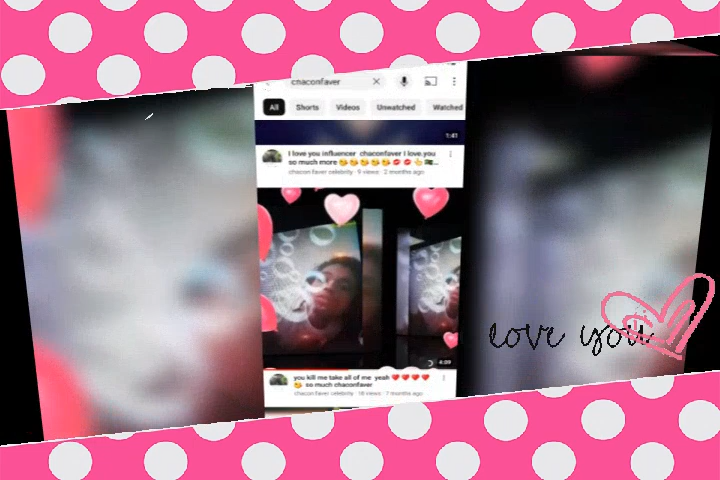 chaconfaver
All Shorts Videos Unwatched Watched
1:41
I love you influencer chaconfaver I love you
so much more 😘😘😘😘😘💋💋👆🏴...
chacon faver celebrity · 9 views · 2 months ago
4:09
you kill me take all of me yeah ❤❤❤❤
😘 so much chaconfaver
chacon faver celebrity · 18 views · 7 months ago
love you